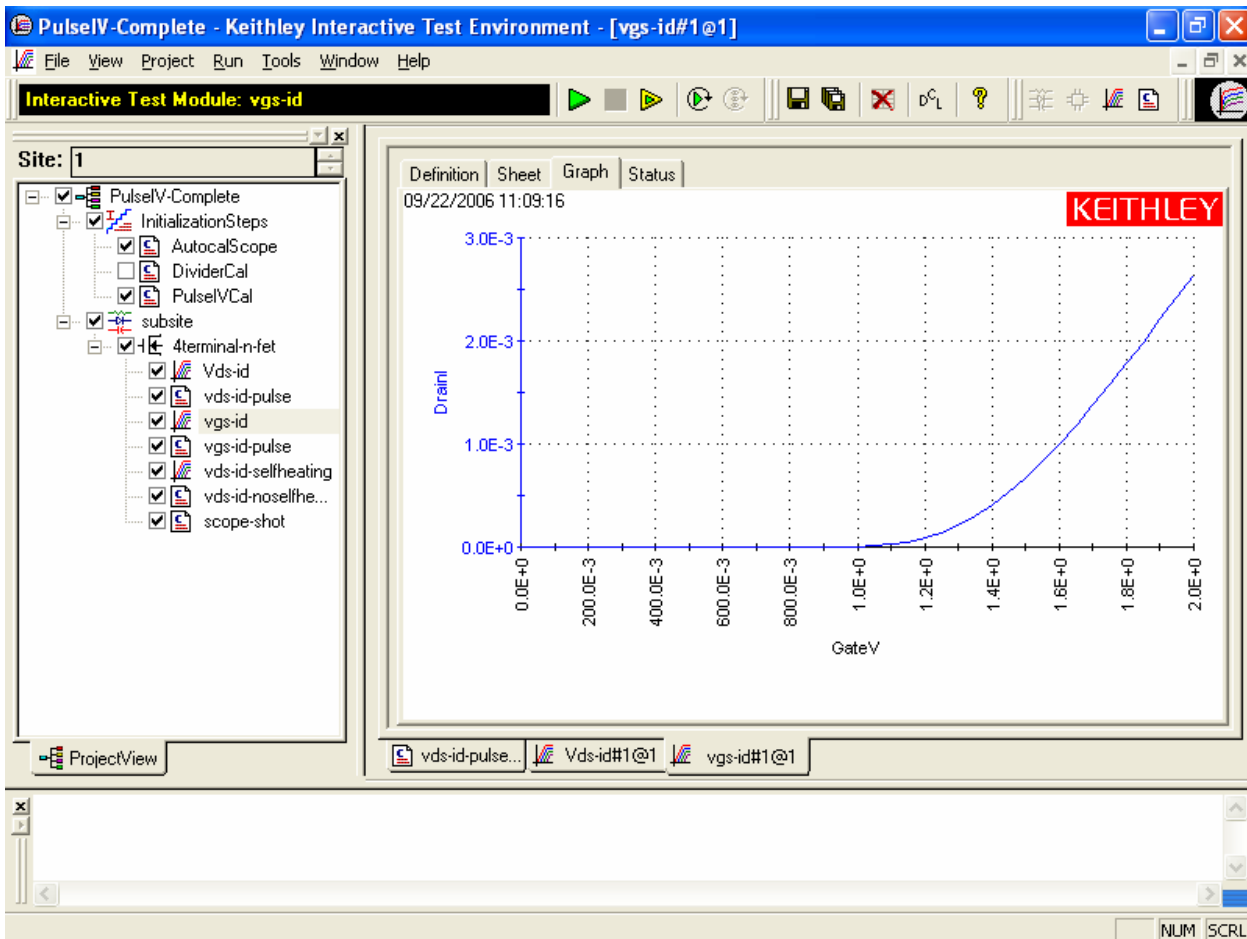 PulseIV-Complete - Keithley Interactive Test Environment - [vgs-id#1@1]
File View Project Run Tools Window Help
Interactive Test Module: vgs-id
Site: 1
PulseIV-Complete
InitializationSteps
AutocalScope
DividerCal
PulseIVCal
subsite
4terminal-n-fet
Vds-id
vds-id-pulse
vgs-id
vgs-id-pulse
vds-id-selfheating
vds-id-noselfhe...
scope-shot
ProjectView
Definition Sheet Graph Status
09/22/2006 11:09:16
KEITHLEY
3.0E-3
2.0E-3
1.0E-3
0.0E+0
DrainI
0.0E+0
200.0E-3
400.0E-3
600.0E-3
800.0E-3
1.0E+0
1.2E+0
1.4E+0
1.6E+0
1.8E+0
2.0E+0
GateV
vds-id-pulse... Vds-id#1@1 vgs-id#1@1
NUM SCRL